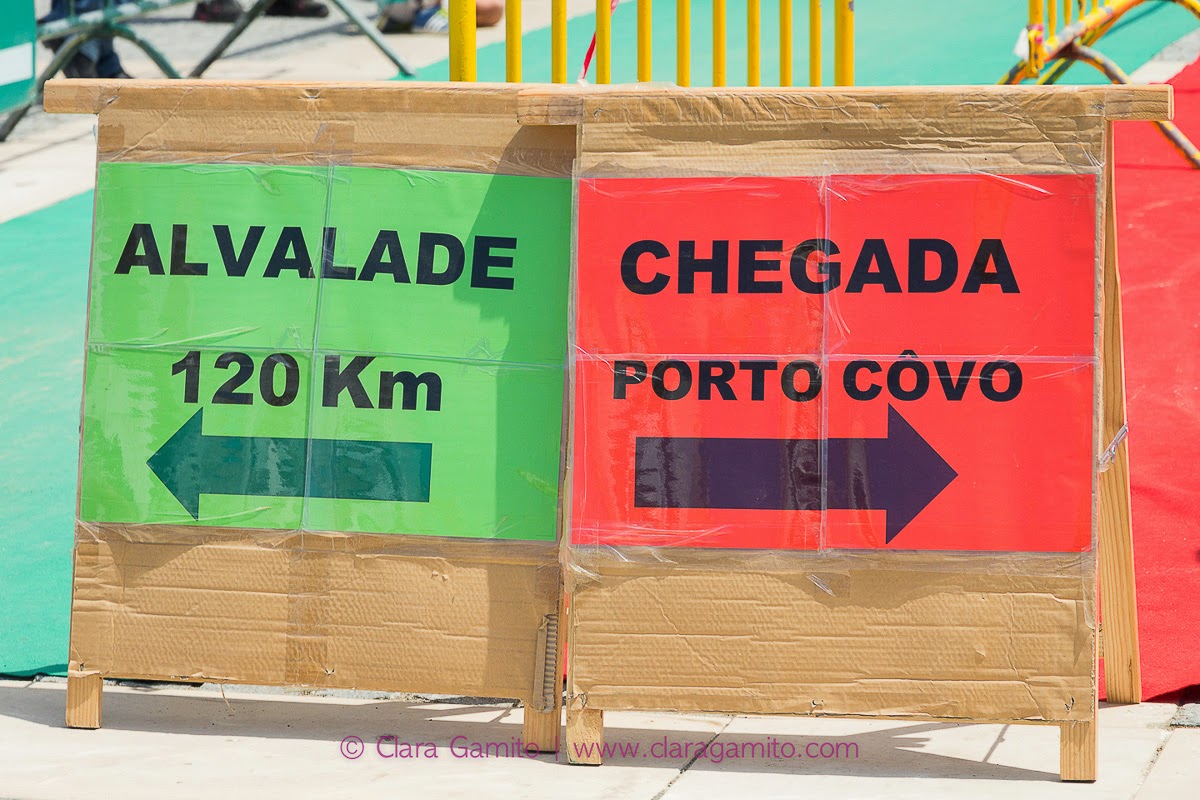 ALVALADE
120 Km
CHEGADA
PORTO CÔVO
© Clara Gamito | www.claragamito.com